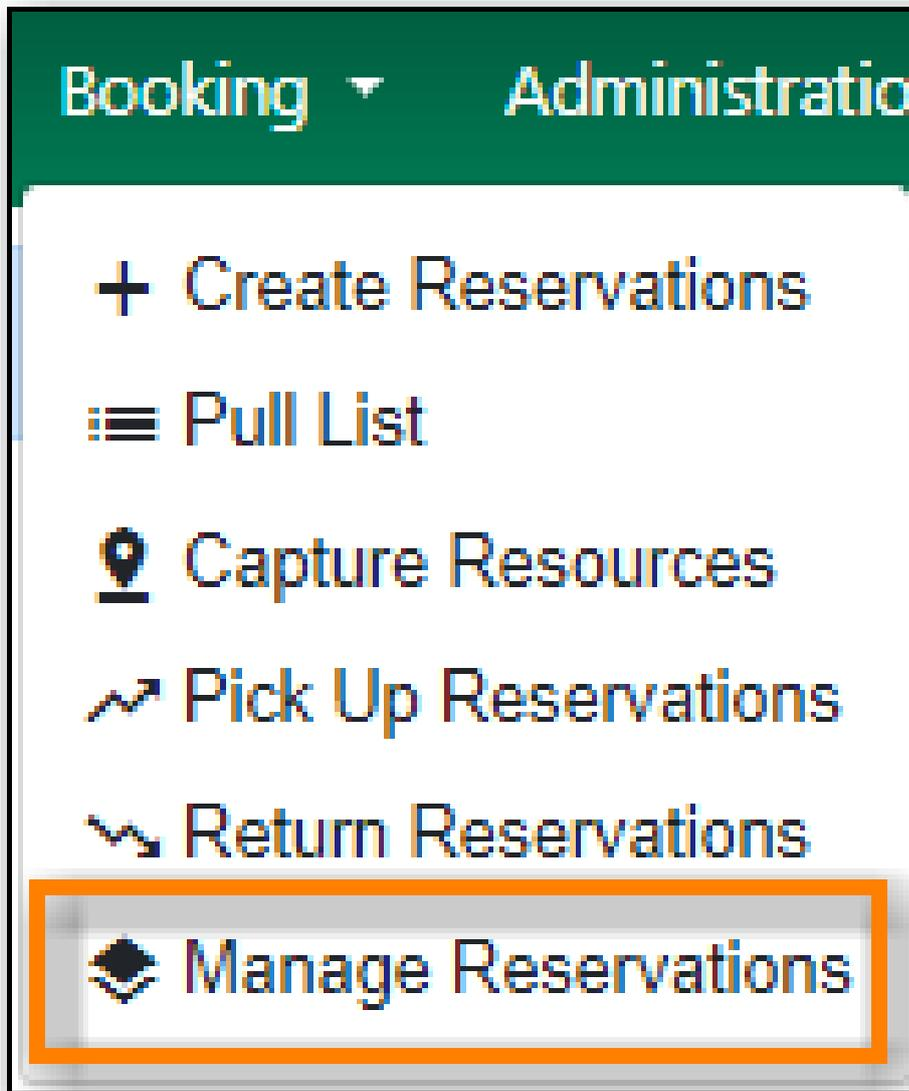 Booking Administratio
Create Reservations
Pull List
Capture Resources
Pick Up Reservations
Return Reservations
Manage Reservations